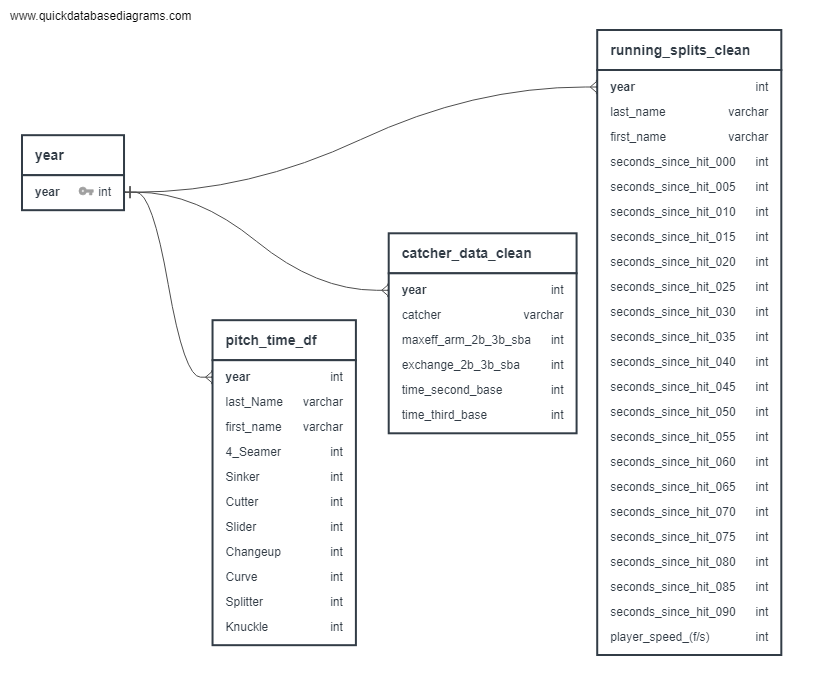 www.quickdatabasediagrams.com
year
year int
pitch_time_df
year int
last_Name varchar
first_name varchar
4_Seamer int
Sinker int
Cutter int
Slider int
Changeup int
Curve int
Splitter int
Knuckle int
catcher_data_clean
year int
catcher varchar
maxeff_arm_2b_3b_sba int
exchange_2b_3b_sba int
time_second_base int
time_third_base int
running_splits_clean
year int
last_name varchar
first_name varchar
seconds_since_hit_000 int
seconds_since_hit_005 int
seconds_since_hit_010 int
seconds_since_hit_015 int
seconds_since_hit_020 int
seconds_since_hit_025 int
seconds_since_hit_030 int
seconds_since_hit_035 int
seconds_since_hit_040 int
seconds_since_hit_045 int
seconds_since_hit_050 int
seconds_since_hit_055 int
seconds_since_hit_060 int
seconds_since_hit_065 int
seconds_since_hit_070 int
seconds_since_hit_075 int
seconds_since_hit_080 int
seconds_since_hit_085 int
seconds_since_hit_090 int
player_speed_(f/s) int